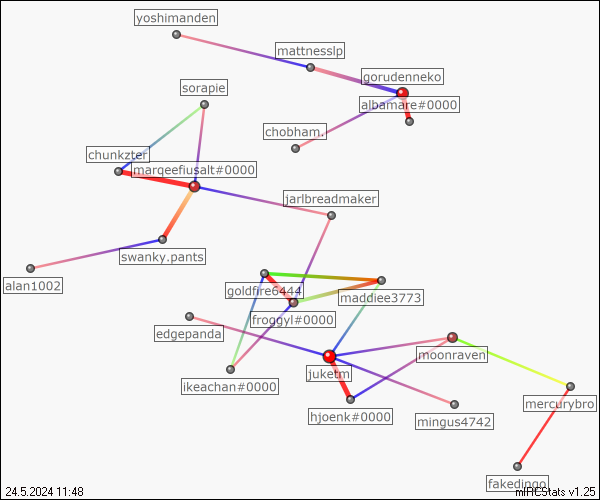 yoshimanden
mattnesslp
gorudenneko
sorapie
albamare#0000
chobham.
chunkzter
marqeefiusalt#0000
jarlbreadmaker
swanky.pants
alan1002
goldfire6444
maddiee3773
froggyl#0000
edgepanda
moonraven
juketm
ikeachan#0000
mercurybro
hjoenk#0000
mingus4742
fakedingo
24.5.2024 11:48
mIRCStats v1.25